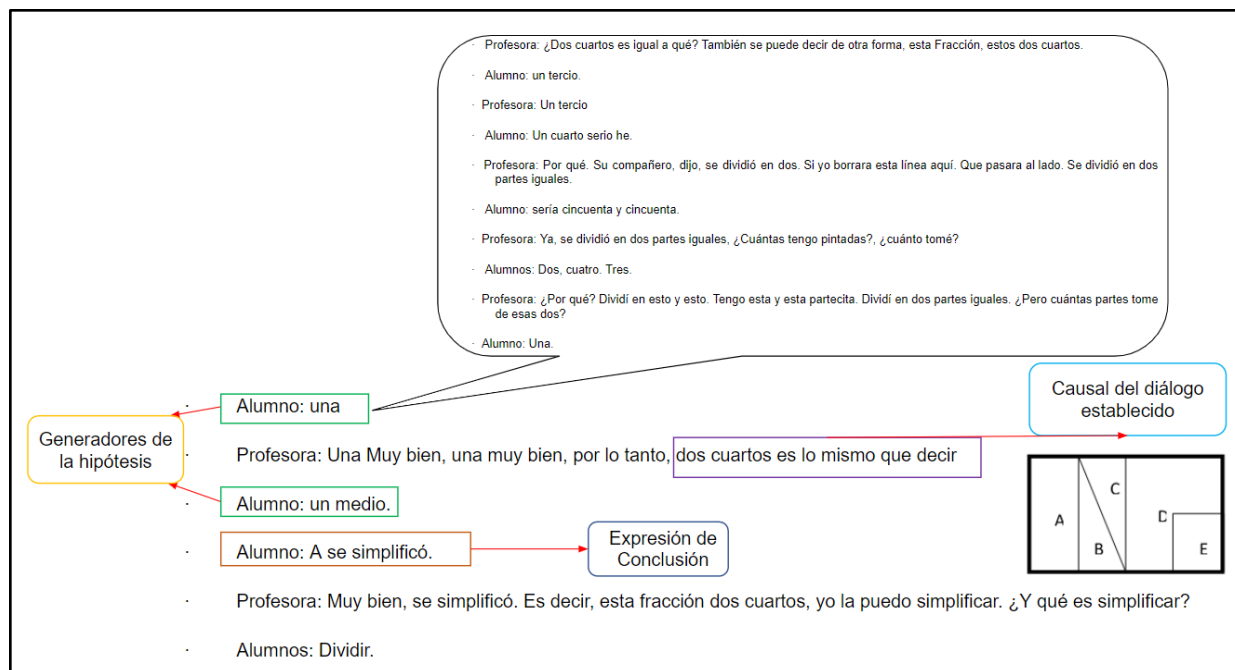 · Profesora: ¿Dos cuartos es igual a qué? También se puede decir de otra forma, esta Fracción, estos dos cuartos.
· Alumno: un tercio.
· Profesora: Un tercio
· Alumno: Un cuarto serio he.
· Profesora: Por qué. Su compañero, dijo, se dividió en dos. Si yo borrara esta línea aquí. Que pasara al lado. Se dividió en dos
partes iguales.
· Alumno: sería cincuenta y cincuenta.
· Profesora: Ya, se dividió en dos partes iguales, ¿Cuántas tengo pintadas?, ¿cuánto tomé?
· Alumnos: Dos, cuatro. Tres.
· Profesora: ¿Por qué? Dividí en esto y esto. Tengo esta y esta partecita. Dividí en dos partes iguales. ¿Pero cuántas partes tome
de esas dos?
· Alumno: Una.
· Alumno: una
Causal del diálogo
establecido
Generadores de
la hipótesis
· Profesora: Una Muy bien, una muy bien, por lo tanto, dos cuartos es lo mismo que decir
· Alumno: un medio.
· Alumno: A se simplificó.
Expresión de
Conclusión
A
B
C
D
E
· Profesora: Muy bien, se simplificó. Es decir, esta fracción dos cuartos, yo la puedo simplificar. ¿Y qué es simplificar?
· Alumnos: Dividir.